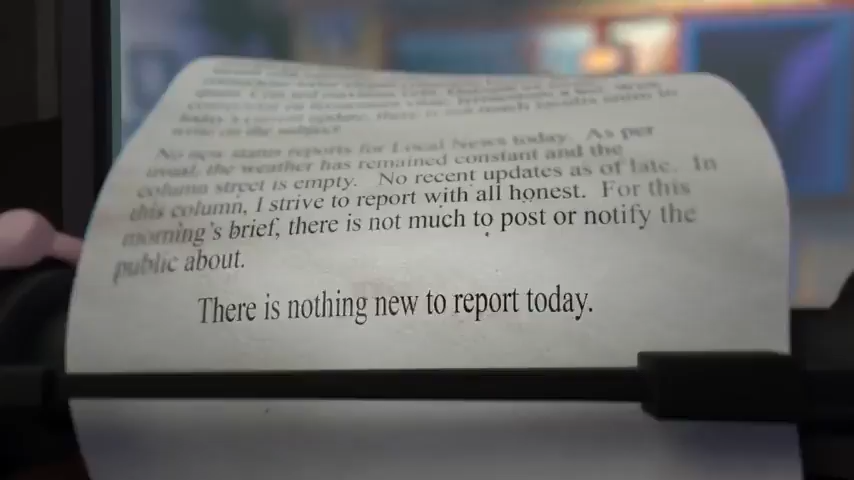 No new status reports for Local News today. As per
usual, the weather has remained constant and the
column street is empty. No recent updates as of late. In
this column, I strive to report with all honest. For this
morning's brief, there is not much to post or notify the
public about.
There is nothing new to report today.